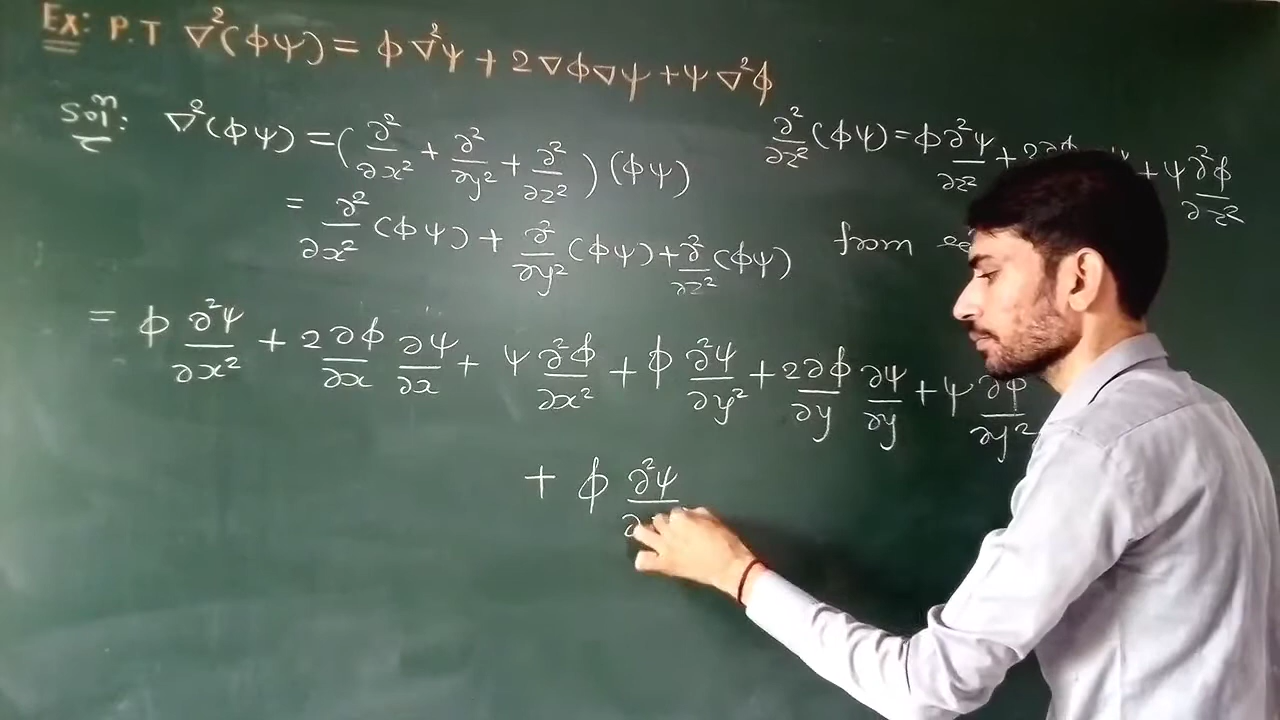 Ex: P.T ∇²(ϕψ) = ϕ∇²ψ + 2∇ϕ∇ψ + ψ∇²ϕ
Solⁿ: ∇²(ϕψ) = (∂²/∂x² + ∂²/∂y² + ∂²/∂z²)(ϕψ)
= ∂²/∂x² (ϕψ) + ∂²/∂y² (ϕψ) + ∂²/∂z² (ϕψ)
∂²/∂z² (ϕψ) = ϕ ∂²ψ/∂z² + 2∂ϕ ψ + ψ ∂²ϕ/∂z²
from
= ϕ ∂²ψ/∂x² + 2 ∂ϕ/∂x ∂ψ/∂x + ψ ∂²ϕ/∂x² + ϕ ∂²ψ/∂y² + 2∂ϕ/∂y ∂ψ/∂y + ψ ∂²ϕ/∂y²
+ ϕ ∂²ψ